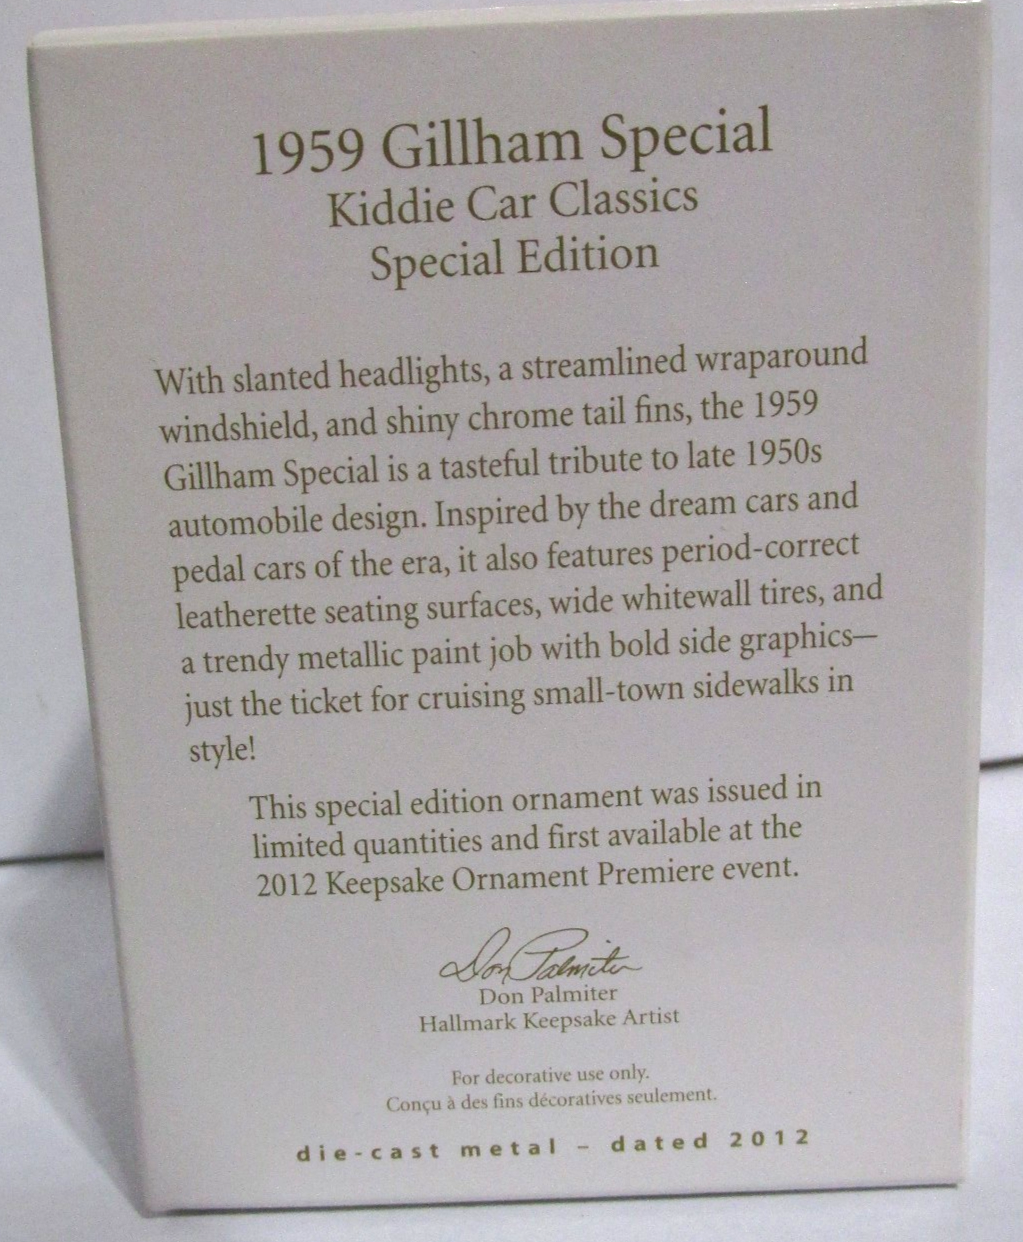 1959 Gillham Special
Kiddie Car Classics
Special Edition
With slanted headlights, a streamlined wraparound
windshield, and shiny chrome tail fins, the 1959
Gillham Special is a tasteful tribute to late 1950s
automobile design. Inspired by the dream cars and
pedal cars of the era, it also features period-correct
leatherette seating surfaces, wide whitewall tires, and
a trendy metallic paint job with bold side graphics—
just the ticket for cruising small-town sidewalks in
style!
This special edition ornament was issued in
limited quantities and first available at the
2012 Keepsake Ornament Premiere event.
Don Palmiter
Don Palmiter
Hallmark Keepsake Artist
For decorative use only.
Conçu à des fins décoratives seulement.
die-cast metal – dated 2012